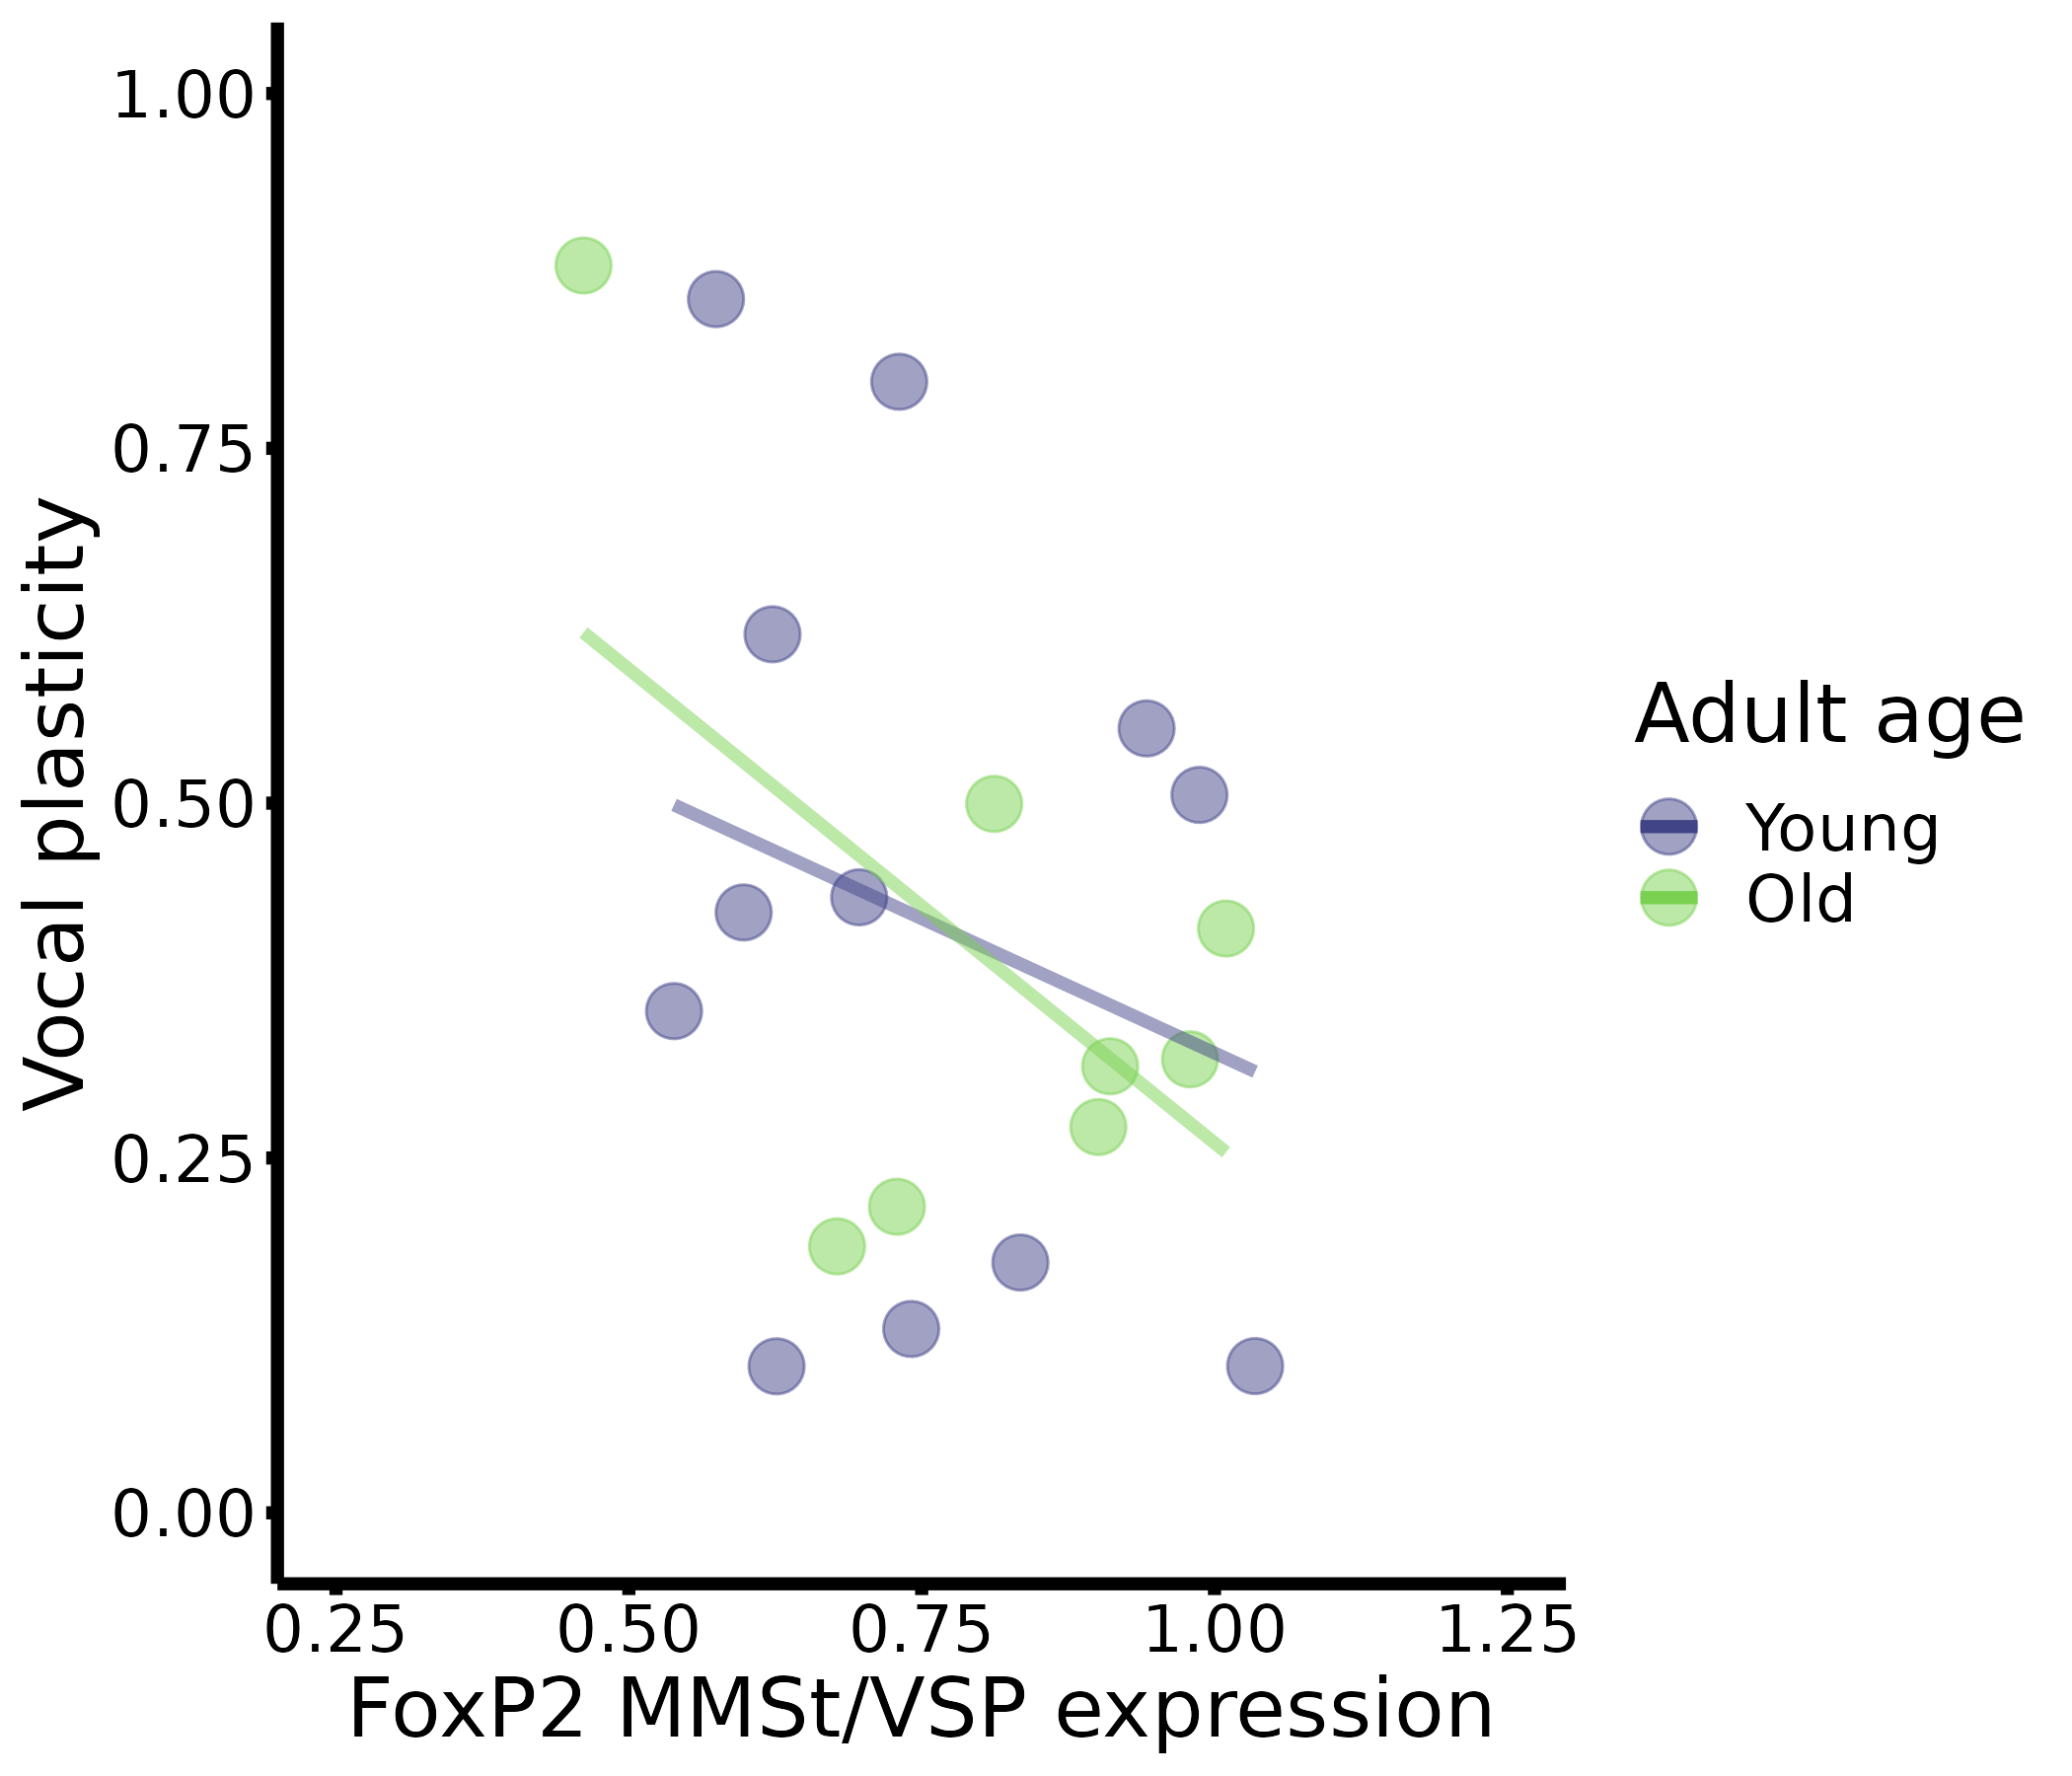 1.00
0.75
0.50
0.25
0.00
Vocal plasticity
0.25 0.50 0.75 1.00 1.25
FoxP2 MMSt/VSP expression
Adult age
Young
Old